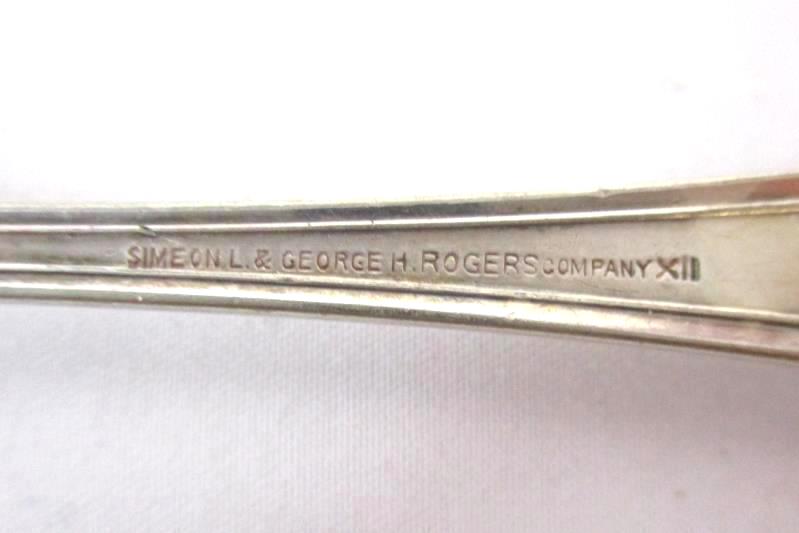 SIMEON L. & GEORGE H. ROGERS COMPANY XII